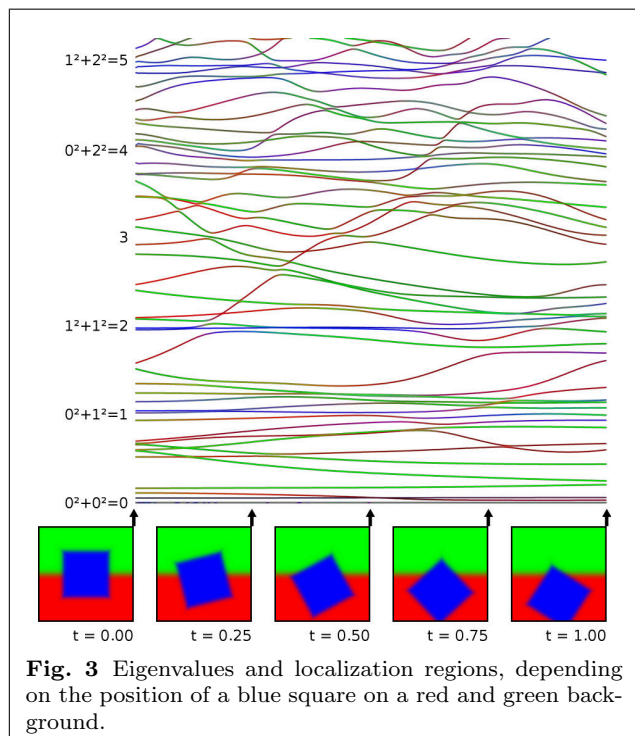 1²+2²=5
0²+2²=4
3
1²+1²=2
0²+1²=1
0²+0²=0
t = 0.00 t = 0.25 t = 0.50 t = 0.75 t = 1.00
Fig. 3 Eigenvalues and localization regions, depending
on the position of a blue square on a red and green back-
ground.